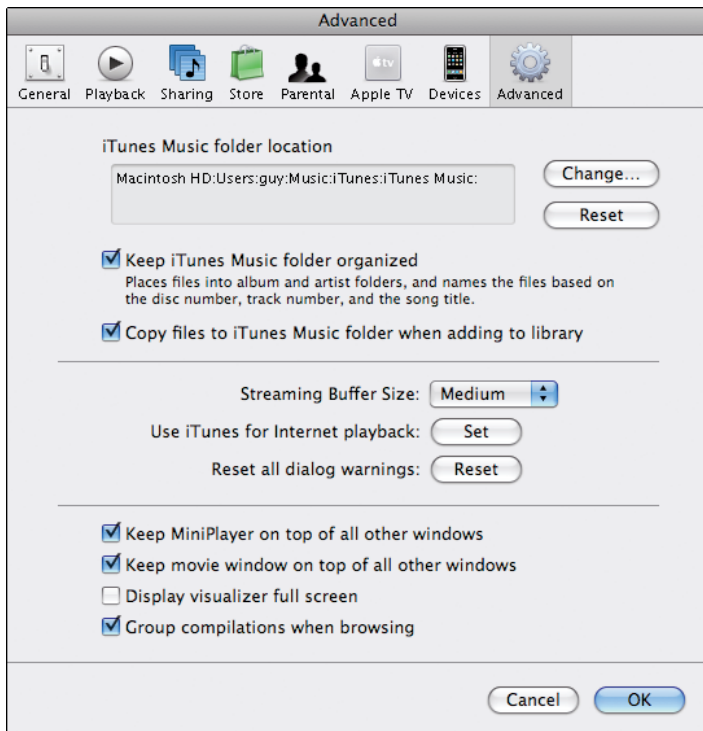 Advanced
General Playback Sharing Store Parental Apple TV Devices Advanced
iTunes Music folder location
Macintosh HD:Users:guy:Music:iTunes:iTunes Music:
Change...
Reset
Keep iTunes Music folder organized
Places files into album and artist folders, and names the files based on
the disc number, track number, and the song title.
Copy files to iTunes Music folder when adding to library
Streaming Buffer Size: Medium
Use iTunes for Internet playback: Set
Reset all dialog warnings: Reset
Keep MiniPlayer on top of all other windows
Keep movie window on top of all other windows
Display visualizer full screen
Group compilations when browsing
Cancel OK